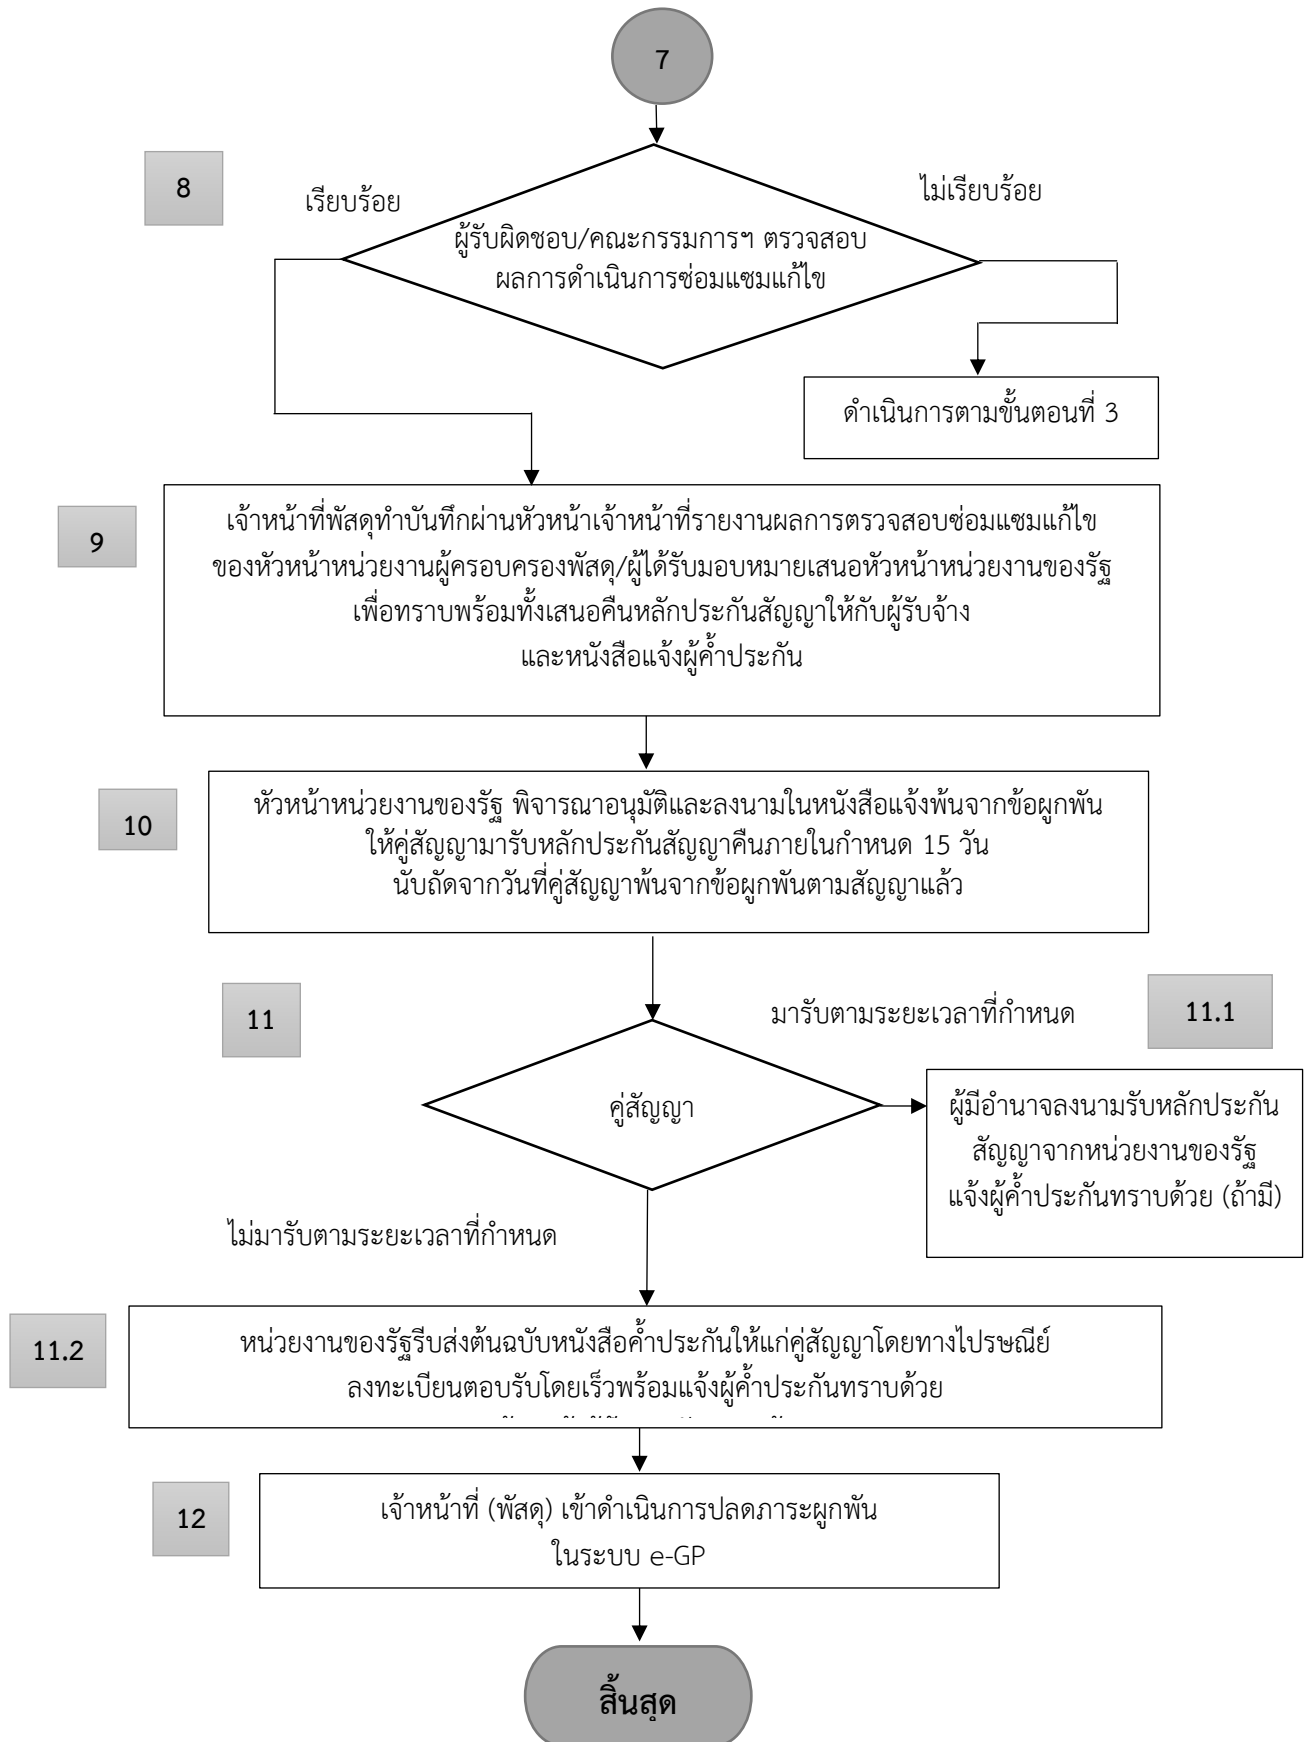 7
8
เรียบร้อย
ไม่เรียบร้อย
ผู้รับผิดชอบ/คณะกรรมการฯ ตรวจสอบ
ผลการดำเนินการซ่อมแซมแก้ไข
ดำเนินการตามขั้นตอนที่ 3
9
เจ้าหน้าที่พัสดุทำบันทึกผ่านหัวหน้าเจ้าหน้าที่รายงานผลการตรวจสอบซ่อมแซมแก้ไข
ของหัวหน้าหน่วยงานผู้ครอบครองพัสดุ/ผู้ได้รับมอบหมายเสนอหัวหน้าหน่วยงานของรัฐ
เพื่อทราบพร้อมทั้งเสนอคืนหลักประกันสัญญาให้กับผู้รับจ้าง
และหนังสือแจ้งผู้ค้ำประกัน
10
หัวหน้าหน่วยงานของรัฐ พิจารณาอนุมัติและลงนามในหนังสือแจ้งพ้นจากข้อผูกพัน
ให้คู่สัญญามารับหลักประกันสัญญาคืนภายในกำหนด 15 วัน
นับถัดจากวันที่คู่สัญญาพ้นจากข้อผูกพันตามสัญญาแล้ว
11
มารับตามระยะเวลาที่กำหนด
11.1
คู่สัญญา
ผู้มีอำนาจลงนามรับหลักประกัน
สัญญาจากหน่วยงานของรัฐ
แจ้งผู้ค้ำประกันทราบด้วย (ถ้ามี)
ไม่มารับตามระยะเวลาที่กำหนด
11.2
หน่วยงานของรัฐรีบส่งต้นฉบับหนังสือค้ำประกันให้แก่คู่สัญญาโดยทางไปรษณีย์
ลงทะเบียนตอบรับโดยเร็วพร้อมแจ้งผู้ค้ำประกันทราบด้วย
12
เจ้าหน้าที่ (พัสดุ) เข้าดำเนินการปลดภาระผูกพัน
ในระบบ e-GP
สิ้นสุด